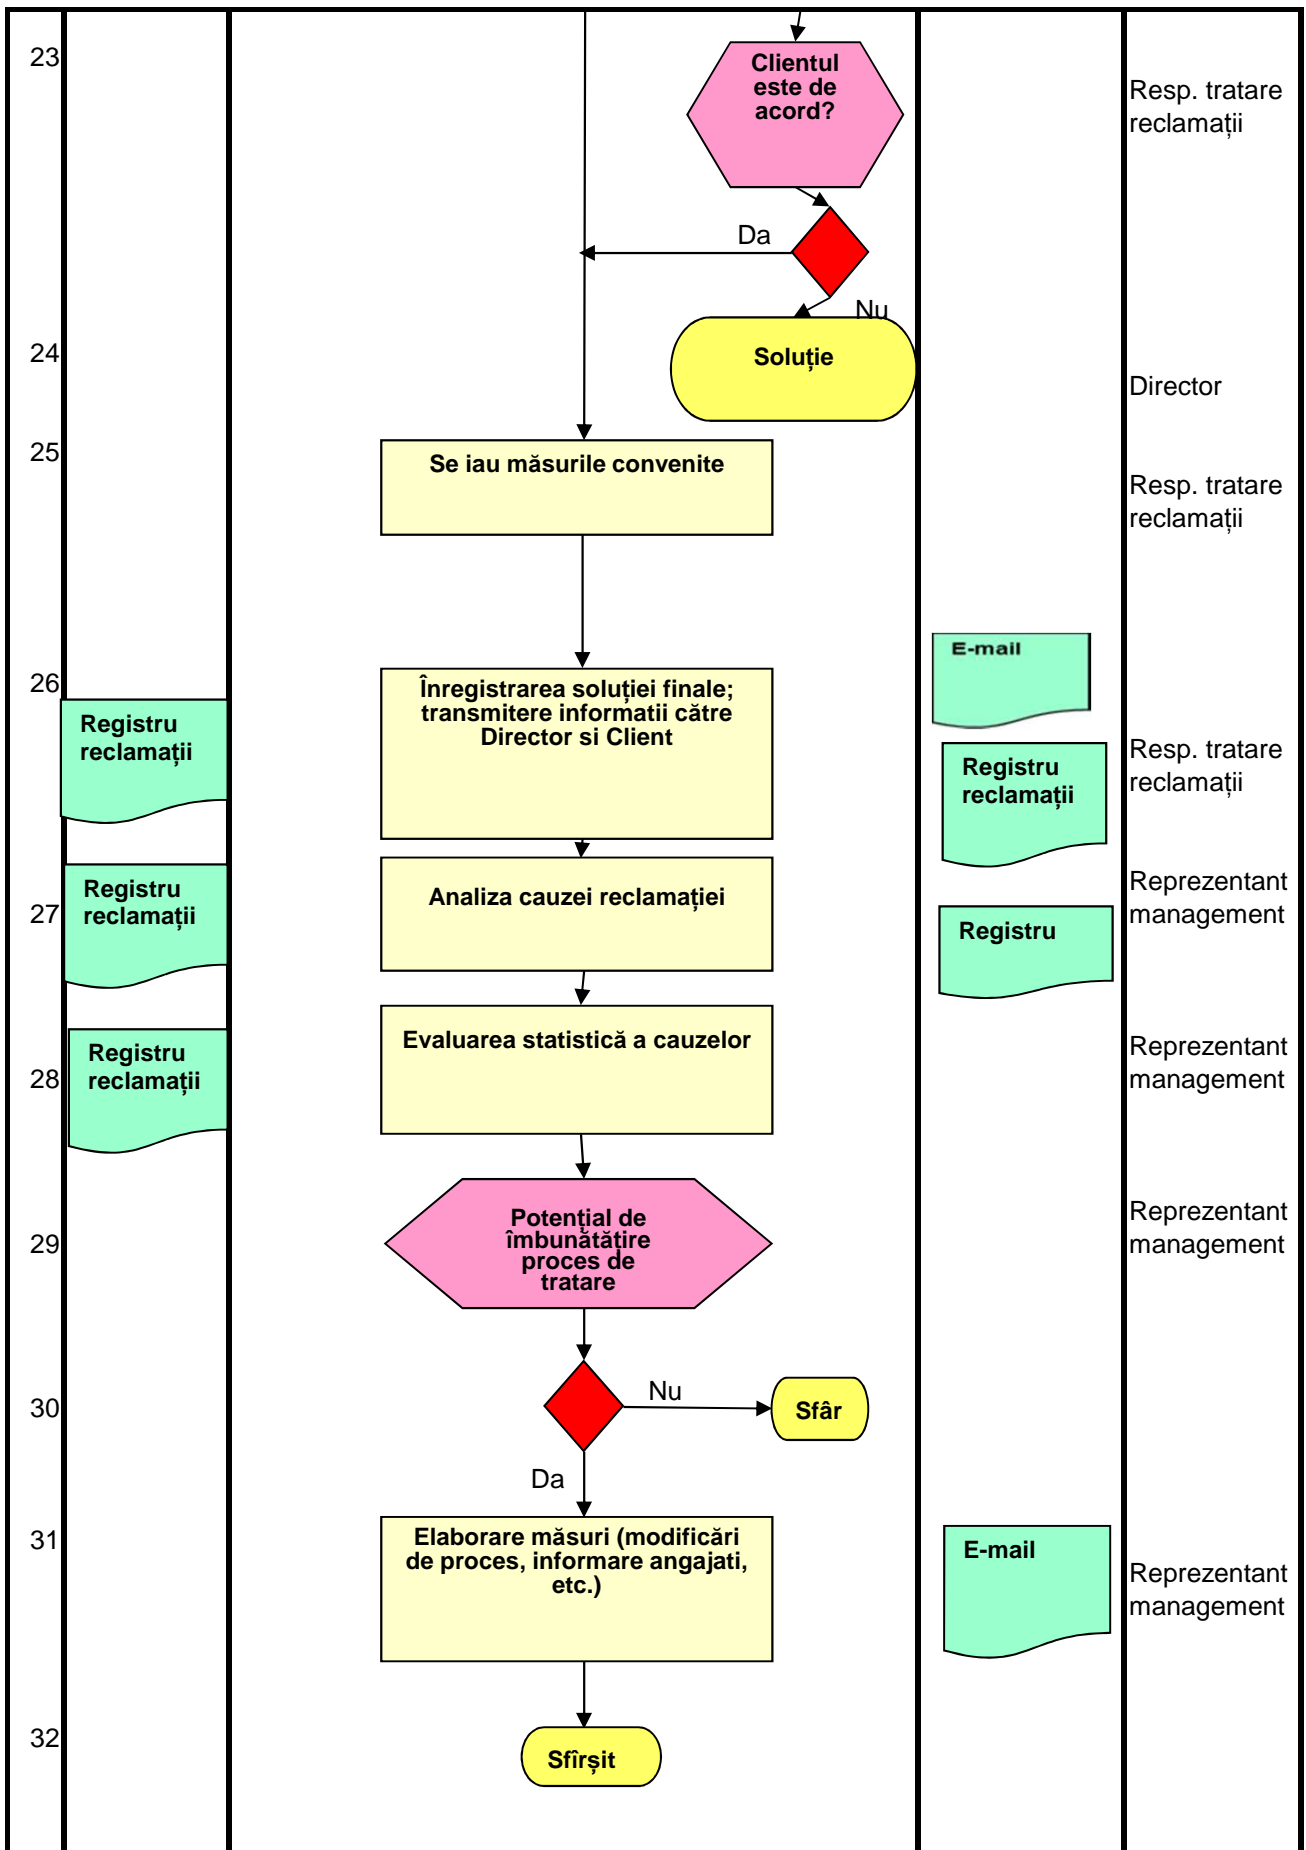 23
Clientul
este de
acord?
Resp. tratare
reclamații
Da
Nu
24
Soluție
Director
25
Se iau măsurile convenite
Resp. tratare
reclamații
E-mail
26
Înregistrarea soluției finale;
transmitere informatii către
Director si Client
Registru
reclamații
Registru
reclamații
Resp. tratare
reclamații
27
Registru
reclamații
Analiza cauzei reclamației
Registru
Reprezentant
management
28
Registru
reclamații
Evaluarea statistică a cauzelor
Reprezentant
management
29
Potențial de
îmbunătățire
proces de
tratare
Reprezentant
management
30
Nu
Sfâr
Da
31
Elaborare măsuri (modificări
de proces, informare angajati,
etc.)
E-mail
Reprezentant
management
32
Sfîrșit